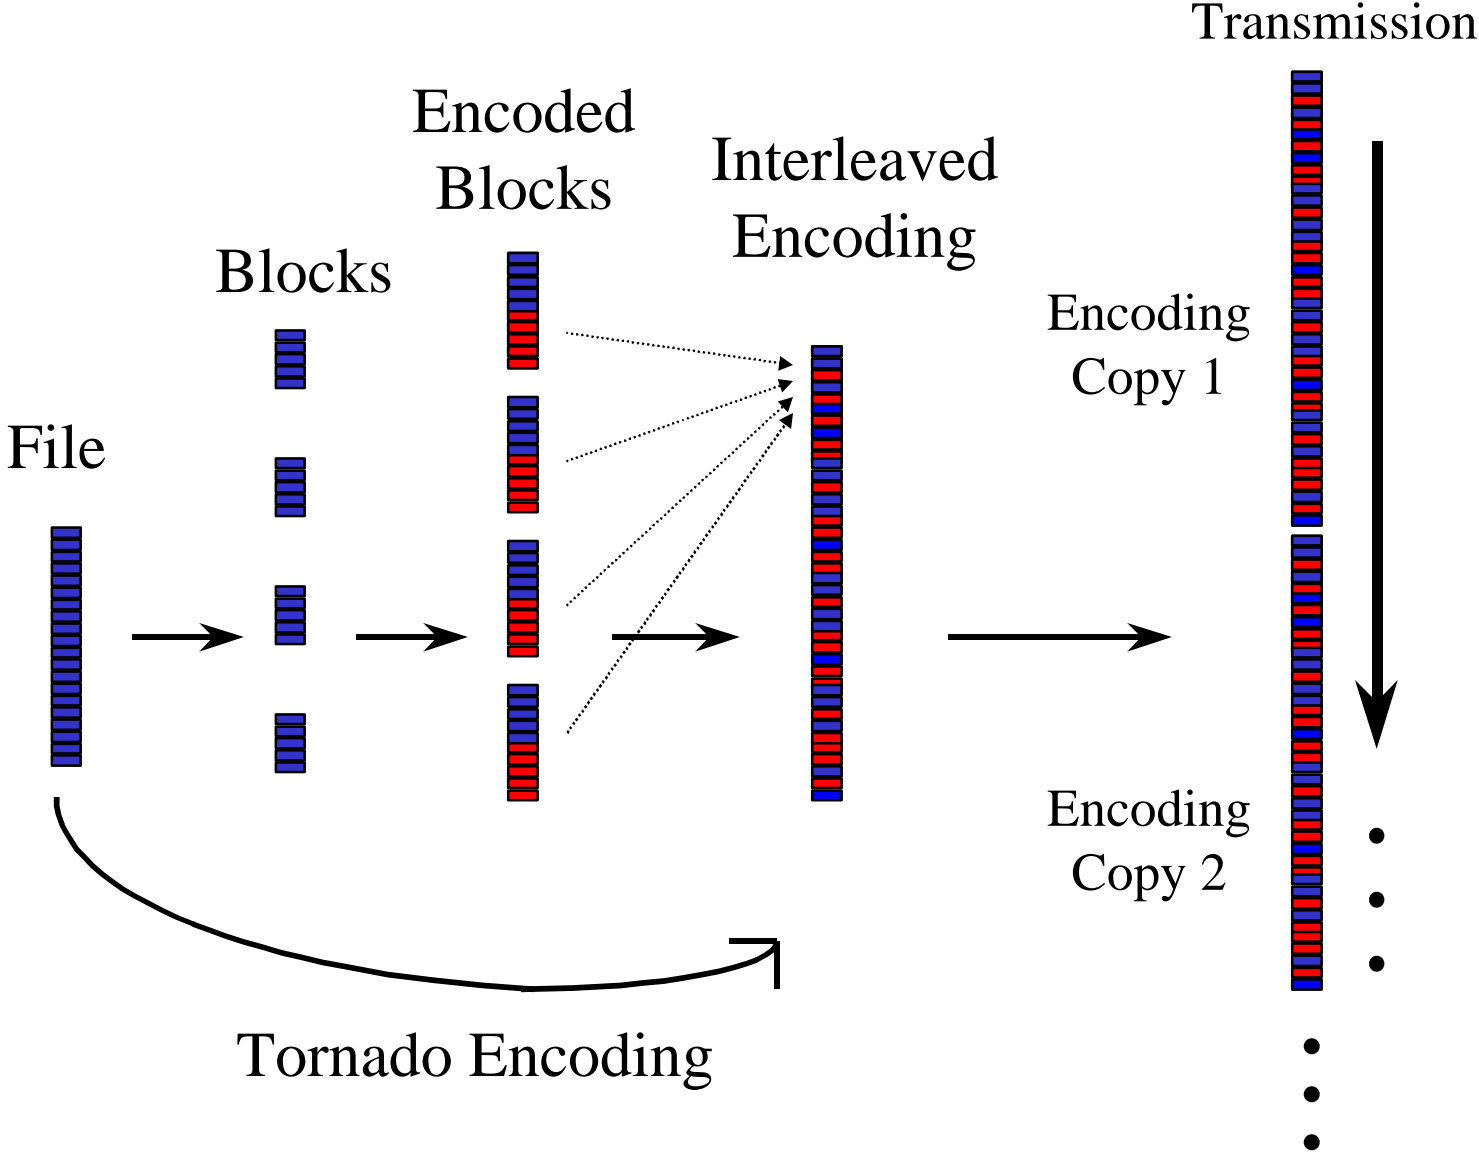 Transmission
Encoded
Blocks
Interleaved
Encoding
Blocks
Encoding
Copy 1
File
Encoding
Copy 2
Tornado Encoding